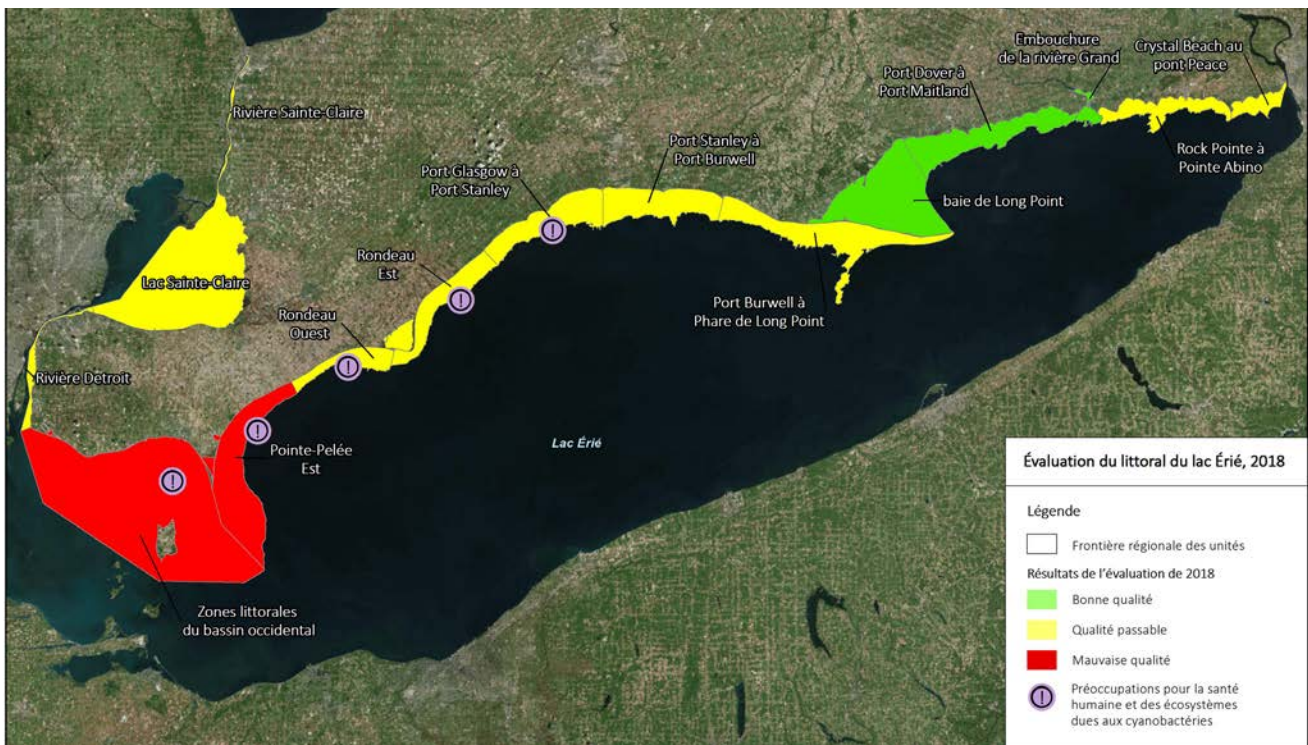 Embouchure
de la rivière Grand
Crystal Beach au
pont Peace
Port Dover à
Port Maitland
Rivière Sainte-Claire
Port Stanley à
Port Burwell
Rock Pointe à
Pointe Abino
Port Glasgow à
Port Stanley
baie de Long Point
Rondeau
Est
Lac Sainte-Claire
Port Burwell à
Phare de Long Point
Rondeau
Ouest
Rivière Détroit
Lac Érié
Pointe-Pelée
Est
Zones littorales
du bassin occidental
Évaluation du littoral du lac Érié, 2018
Légende
Frontière régionale des unités
Résultats de l'évaluation de 2018
Bonne qualité
Qualité passable
Mauvaise qualité
Préoccupations pour la santé
humaine et des écosystèmes
dues aux cyanobactéries